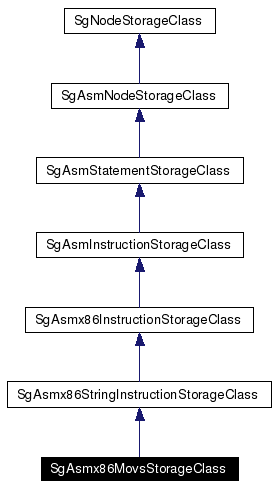 SgNodeStorageClass
SgAsmNodeStorageClass
SgAsmStatementStorageClass
SgAsmInstructionStorageClass
SgAsmx86InstructionStorageClass
SgAsmx86StringInstructionStorageClass
SgAsmx86MovsStorageClass